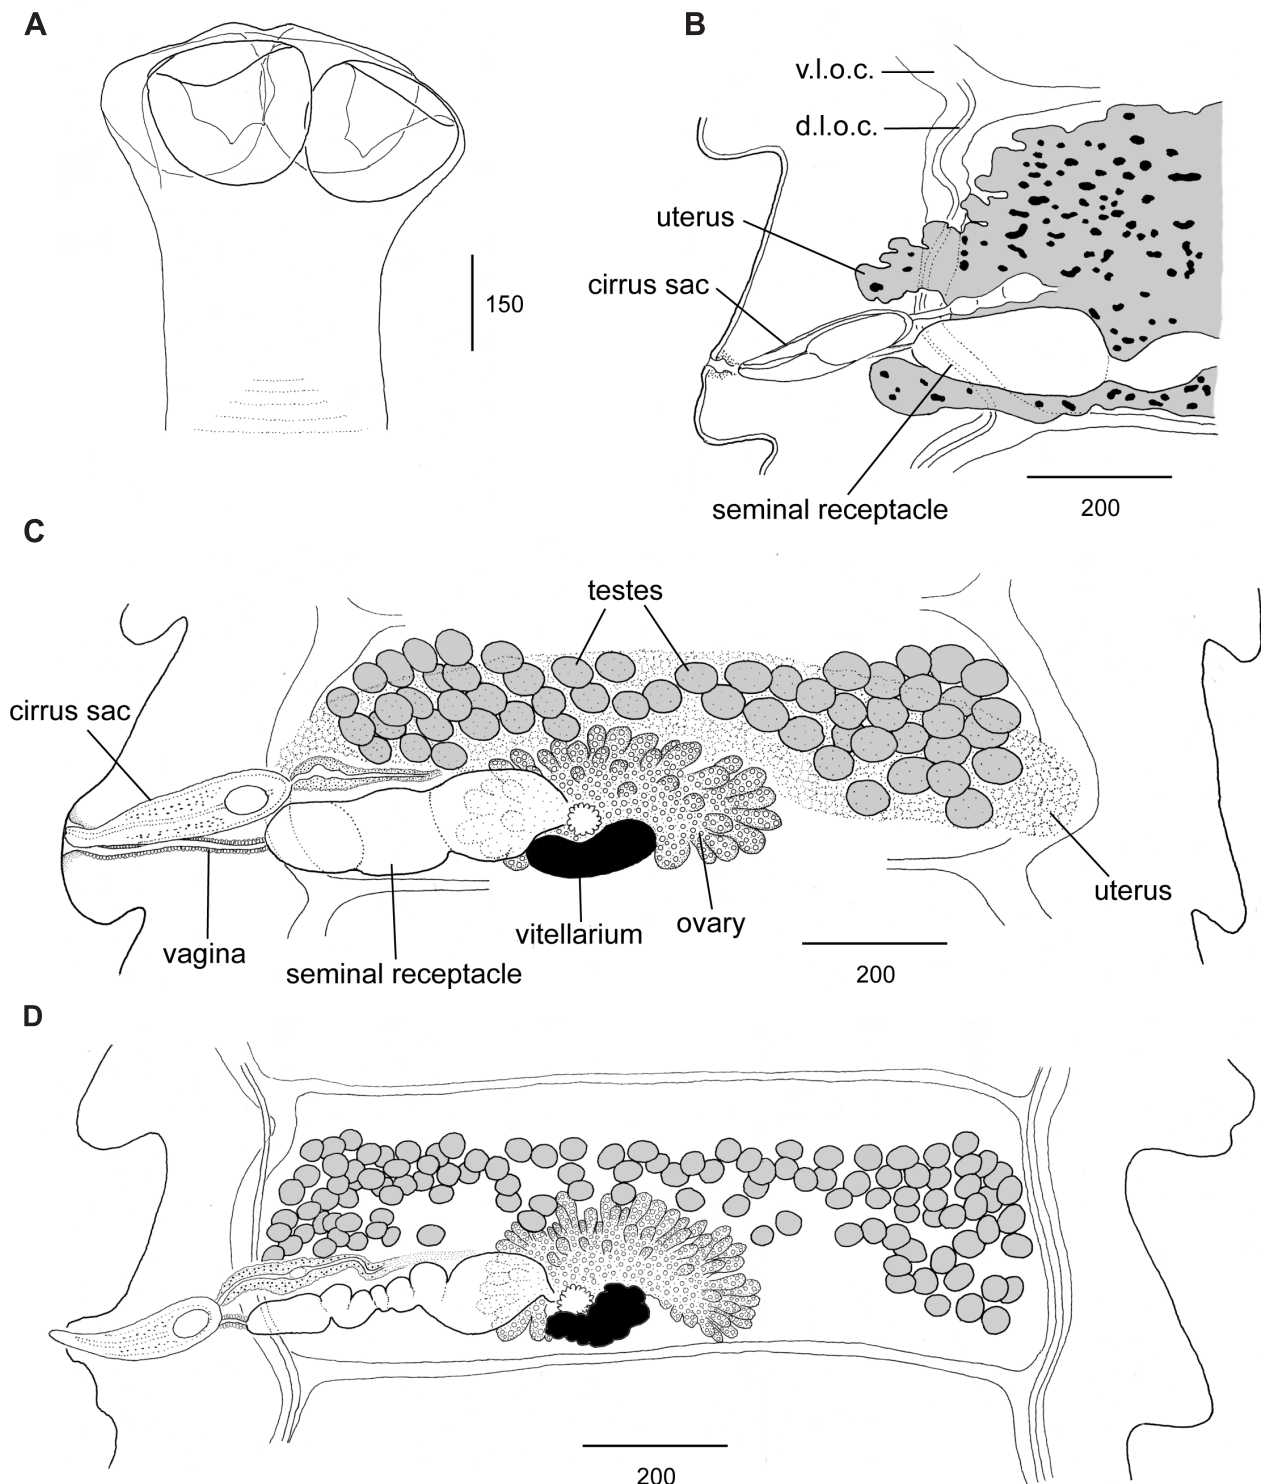 A
150
B
v.l.o.c.
d.l.o.c.
uterus
cirrus sac
seminal receptacle
200
C
testes
cirrus sac
uterus
ovary
vitellarium
vagina
seminal receptacle
200
D
200